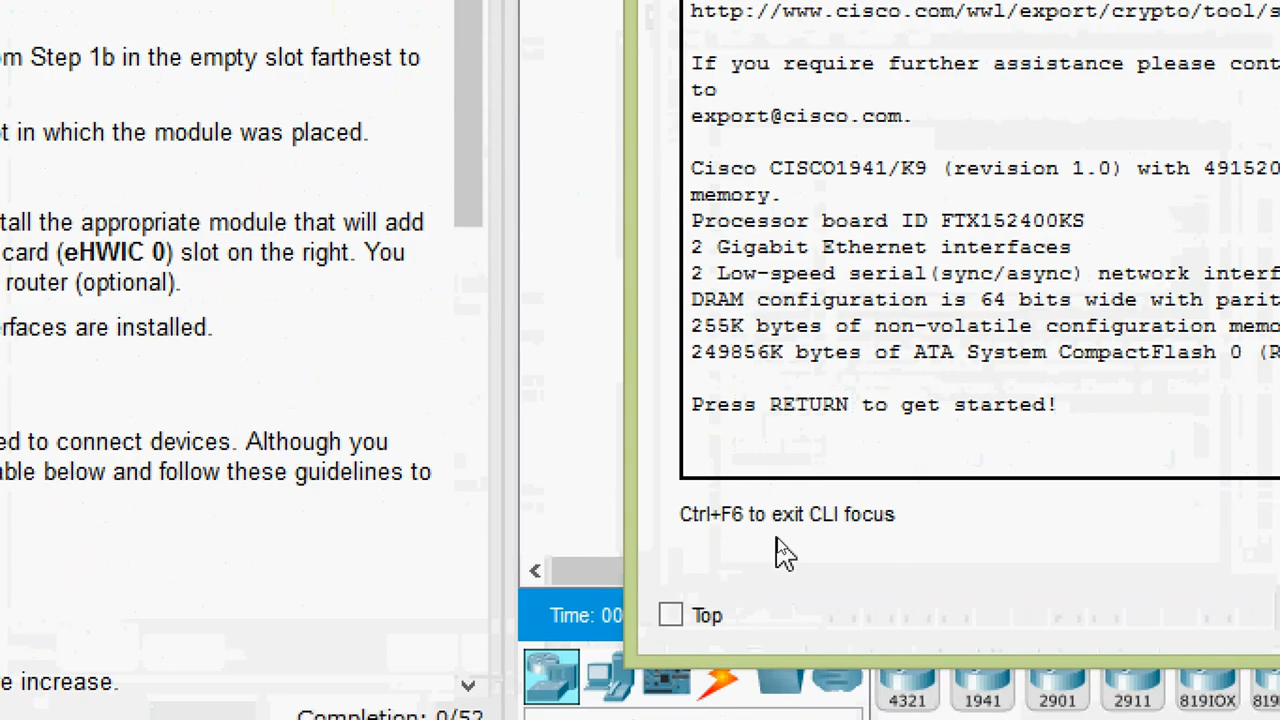 om Step 1b in the empty slot farthest to
ot in which the module was placed.
tall the appropriate module that will add
card (eHWIC 0) slot on the right. You
router (optional).
rfaces are installed.
ed to connect devices. Although you
able below and follow these guidelines to
e increase.
Completion: 0/52
http://www.cisco.com/wwl/export/crypto/tool/s
If you require further assistance please cont
to
export@cisco.com.
Cisco CISCO1941/K9 (revision 1.0) with 491520
memory.
Processor board ID FTX152400KS
2 Gigabit Ethernet interfaces
2 Low-speed serial(sync/async) network interf
DRAM configuration is 64 bits wide with parit
255K bytes of non-volatile configuration memo
249856K bytes of ATA System CompactFlash 0 (R
Press RETURN to get started!
Ctrl+F6 to exit CLI focus
Top
Time: 00
4321
1941
2901
2911
819IOX
819